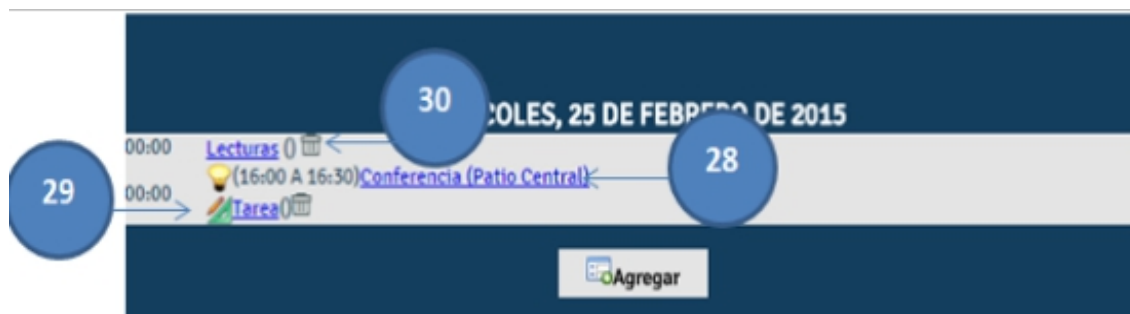 30
COLES, 25 DE FEBRERO DE 2015
00:00 Lecturas ()
28
(16:00 A 16:30)Conferencia (Patio Central)
29
00:00 Tarea()
Agregar